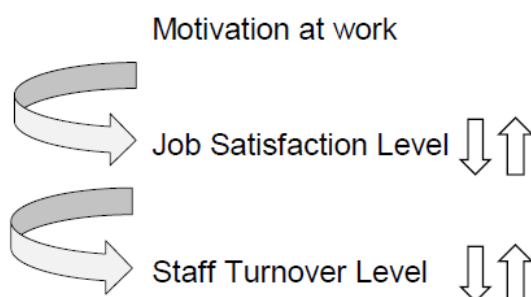 Motivation at work
Job Satisfaction Level
Staff Turnover Level